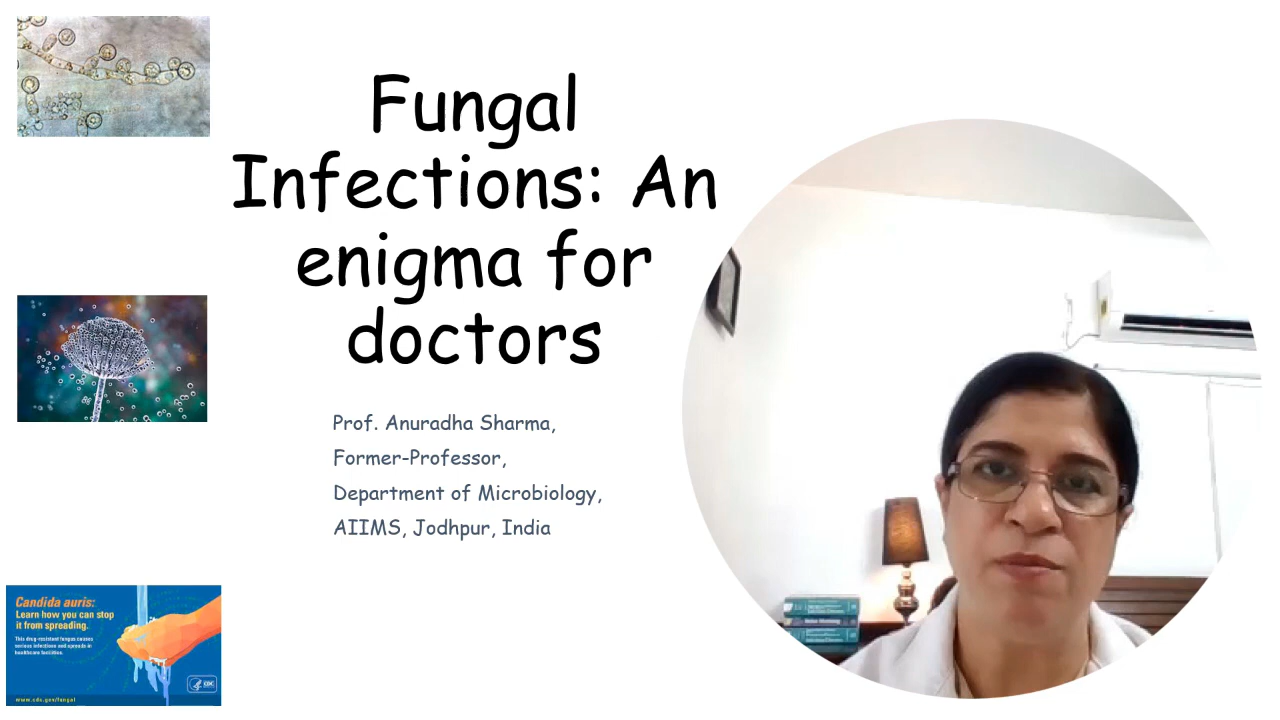 Fungal
Infections: An
enigma for
doctors
Prof. Anuradha Sharma,
Former-Professor,
Department of Microbiology,
AIIMS, Jodhpur, India
Candida auris:
Learn how you can stop
it from spreading.
This drug-resistant fungus causes
serious infections and spreads in
healthcare facilities.
CDC
www.cdc.gov/fungal